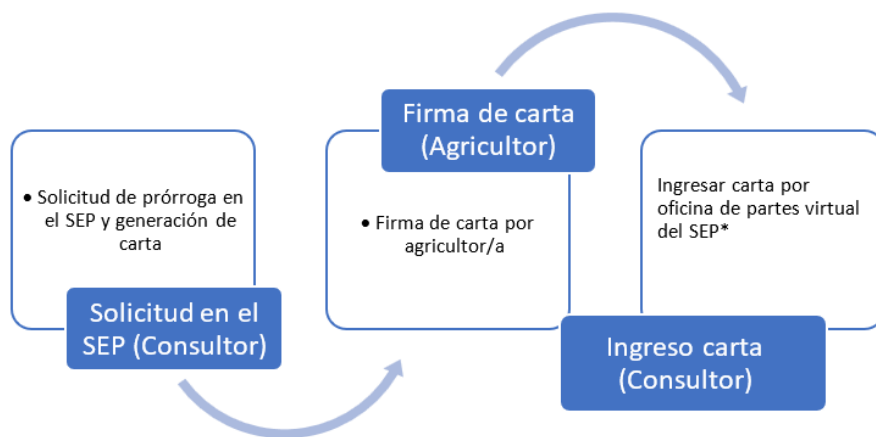 • Solicitud de prórroga en
el SEP y generación de
carta
Solicitud en el
SEP (Consultor)
Firma de carta
(Agricultor)
• Firma de carta por
agricultor/a
Ingresar carta por
oficina de partes virtual
del SEP*
Ingreso carta
(Consultor)